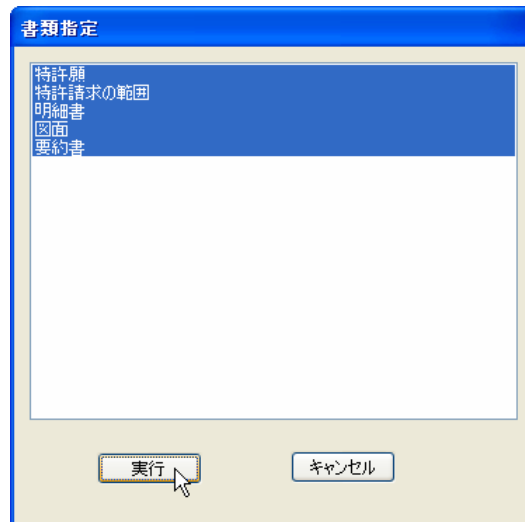 書類指定
特許願
特許請求の範囲
明細書
図面
要約書
実行
キャンセル